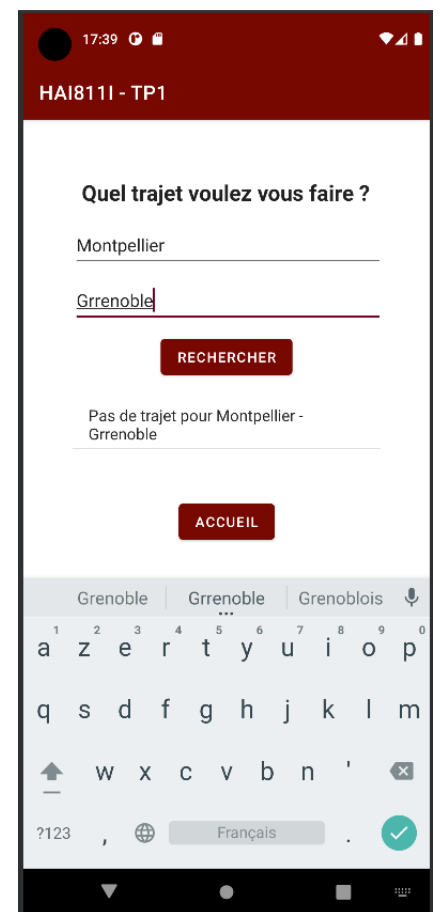 17:39
HAI811I - TP1
Quel trajet voulez vous faire ?
Montpellier
Grrenoble
RECHERCHER
Pas de trajet pour Montpellier -
Grrenoble
ACCUEIL
Grenoble Grrenoble Grenoblois
1 2 3 4 5 6 7 8 9 0
a z e r t y u i o p
q s d f g h j k l m
w x c v b n '
?123 , Français .